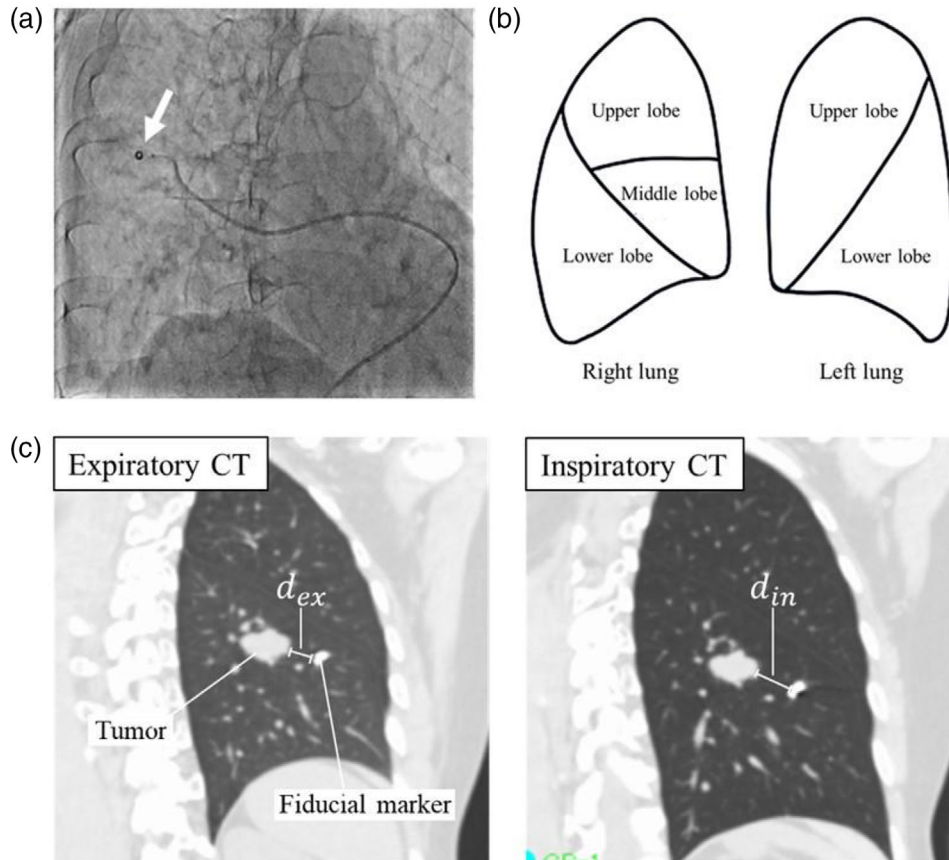 (a)
(b)
Upper lobe
Middle lobe
Lower lobe
Right lung
Upper lobe
Lower lobe
Left lung
(c)
Expiratory CT
d_ex
Tumor
Fiducial marker
Inspiratory CT
d_in